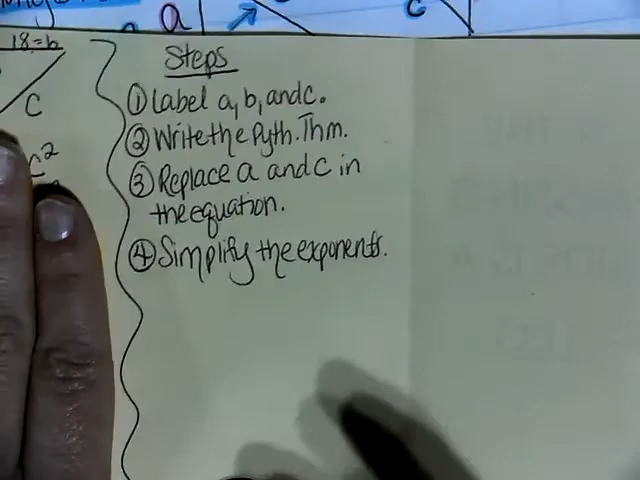 a
c
18=b
c
Steps
① Label a, b, and c.
② Write the Pyth. Thm.
③ Replace a and c in
the equation.
④ Simplify the exponents.